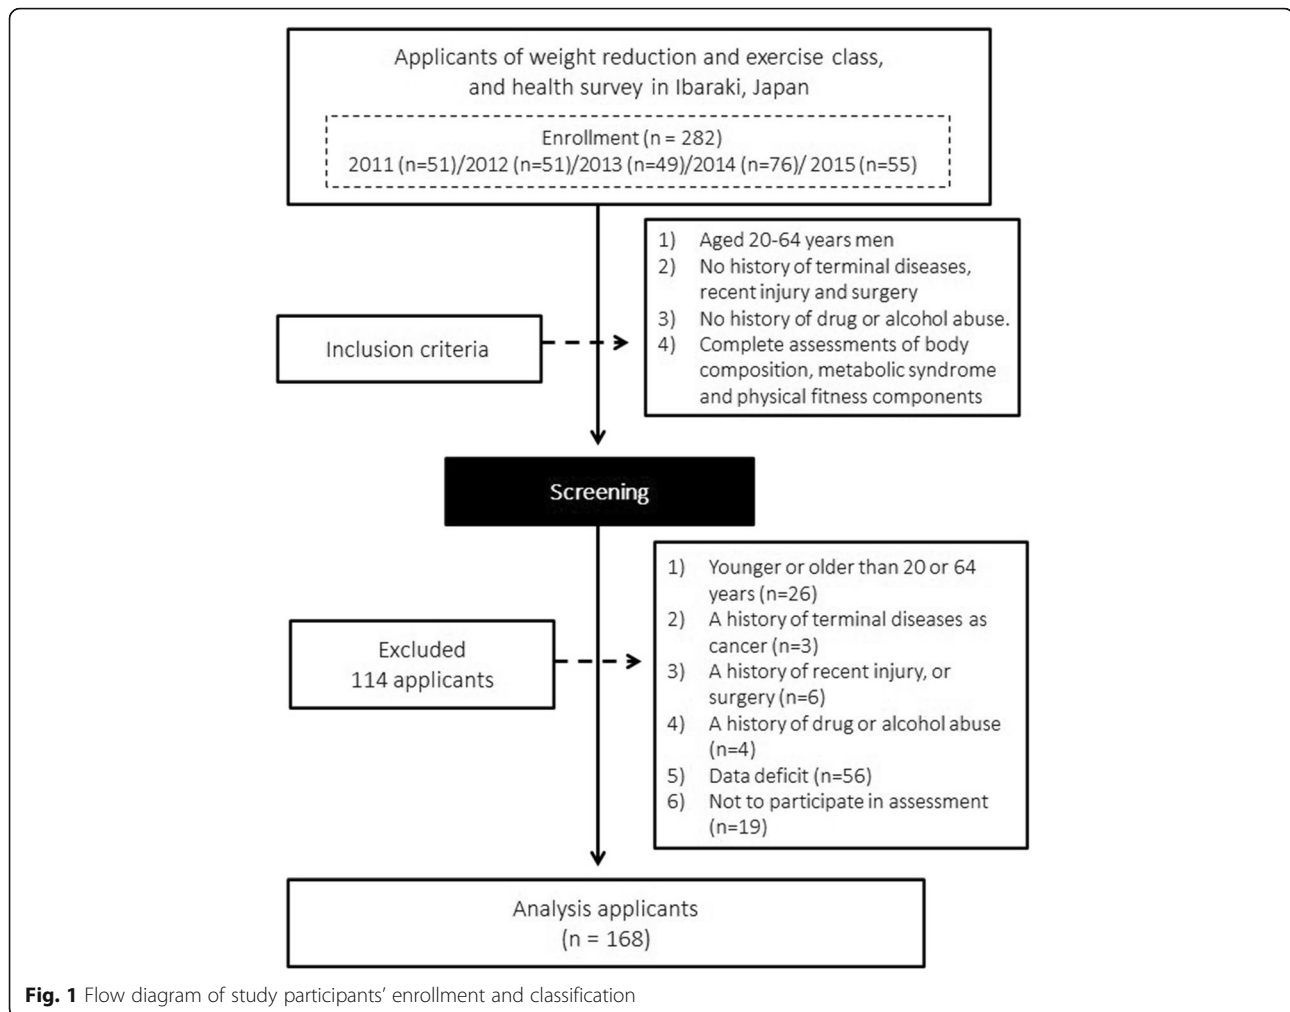 Applicants of weight reduction and exercise class,
and health survey in Ibaraki, Japan
Enrollment (n = 282)
2011 (n=51)/2012 (n=51)/2013 (n=49)/2014 (n=76)/ 2015 (n=55)
1) Aged 20-64 years men
2) No history of terminal diseases,
recent injury and surgery
3) No history of drug or alcohol abuse.
4) Complete assessments of body
composition, metabolic syndrome
and physical fitness components
Inclusion criteria
Screening
1) Younger or older than 20 or 64
years (n=26)
2) A history of terminal diseases as
cancer (n=3)
3) A history of recent injury, or
surgery (n=6)
4) A history of drug or alcohol abuse
(n=4)
5) Data deficit (n=56)
6) Not to participate in assessment
(n=19)
Excluded
114 applicants
Analysis applicants
(n = 168)
Fig. 1 Flow diagram of study participants' enrollment and classification